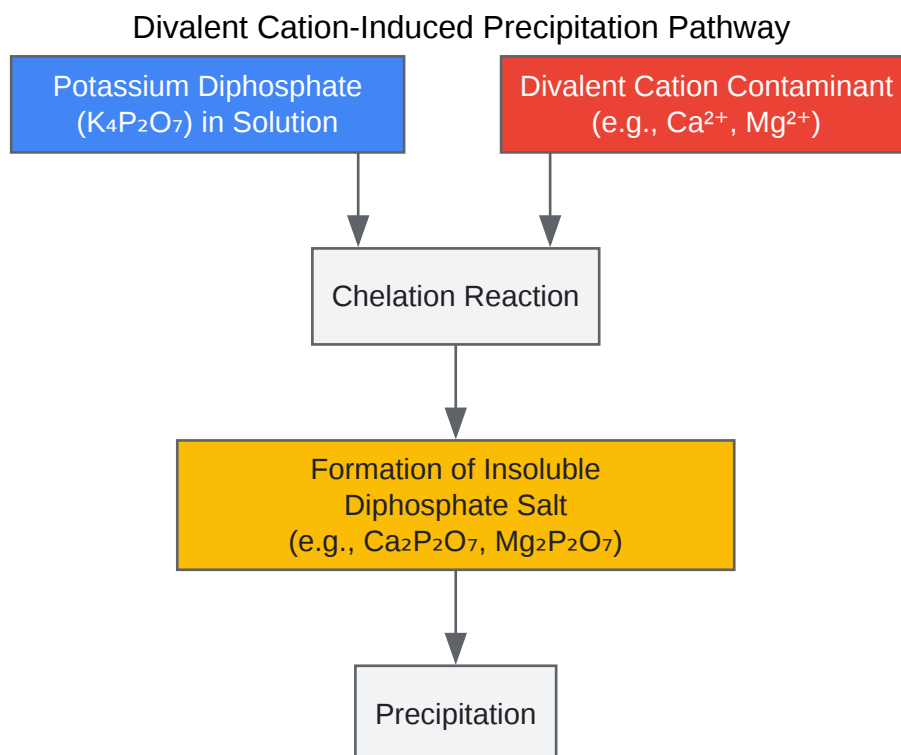 Divalent Cation-Induced Precipitation Pathway
Potassium Diphosphate
(K₄P₂O₇) in Solution
Divalent Cation Contaminant
(e.g., Ca²⁺, Mg²⁺)
Chelation Reaction
Formation of Insoluble
Diphosphate Salt
(e.g., Ca₂P₂O₇, Mg₂P₂O₇)
Precipitation